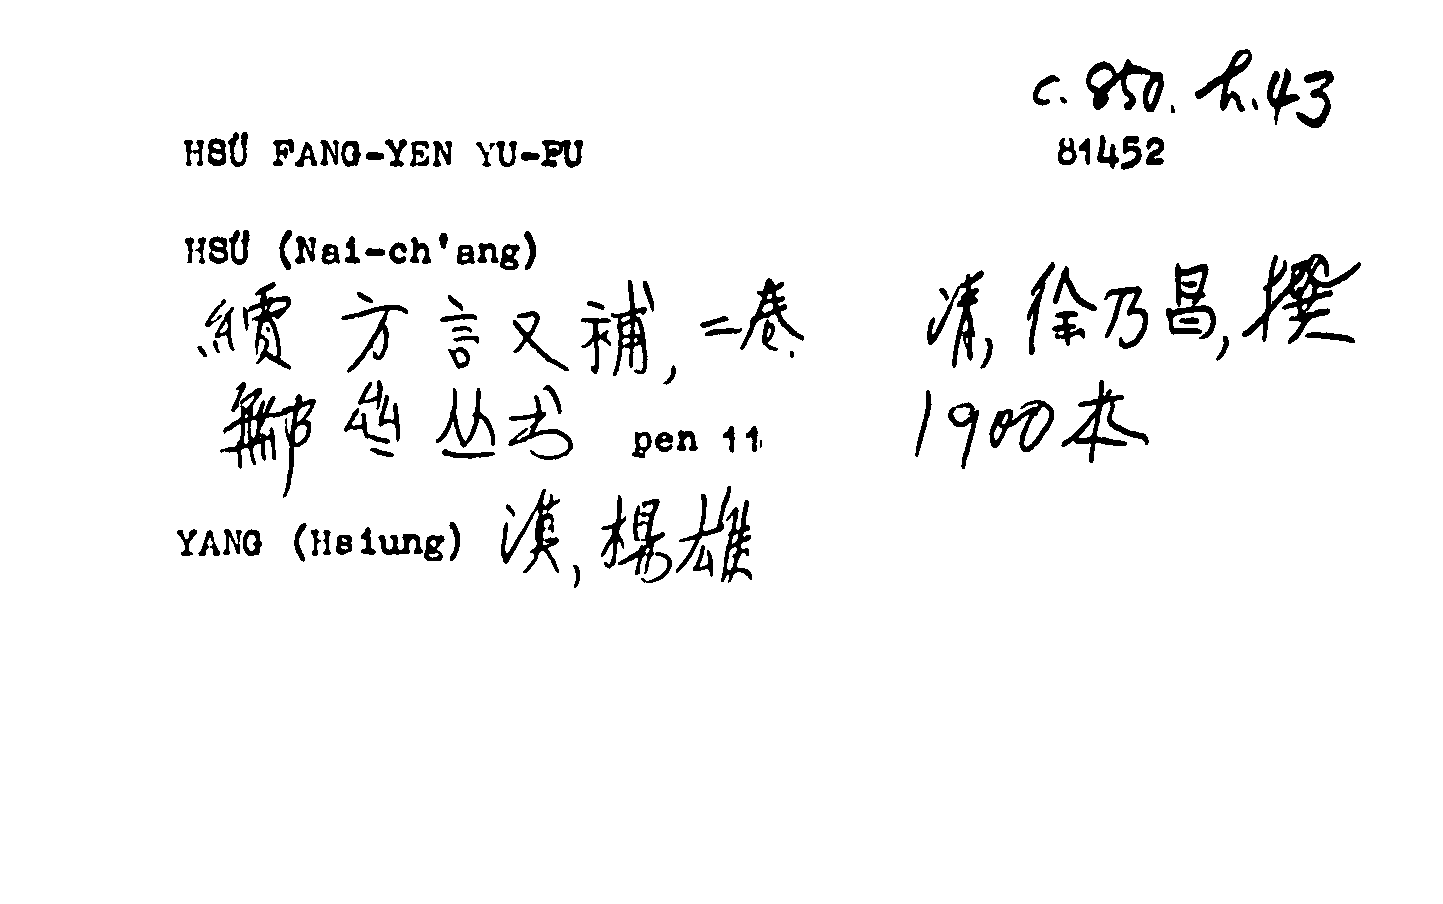 c. 850. h. 43
HSÜ FANG-YEN YU-PU 81452
HSÜ (Nai-ch'ang)
續方言又補, 二卷. 清, 徐乃昌, 撰
鄦亝丛书 pen 11 1900本
YANG (Hsiung) 漢, 楊雄